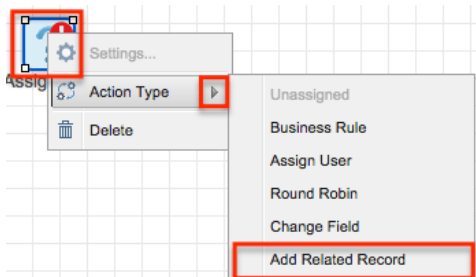 Settings...
Assig
Action Type
Delete
Unassigned
Business Rule
Assign User
Round Robin
Change Field
Add Related Record